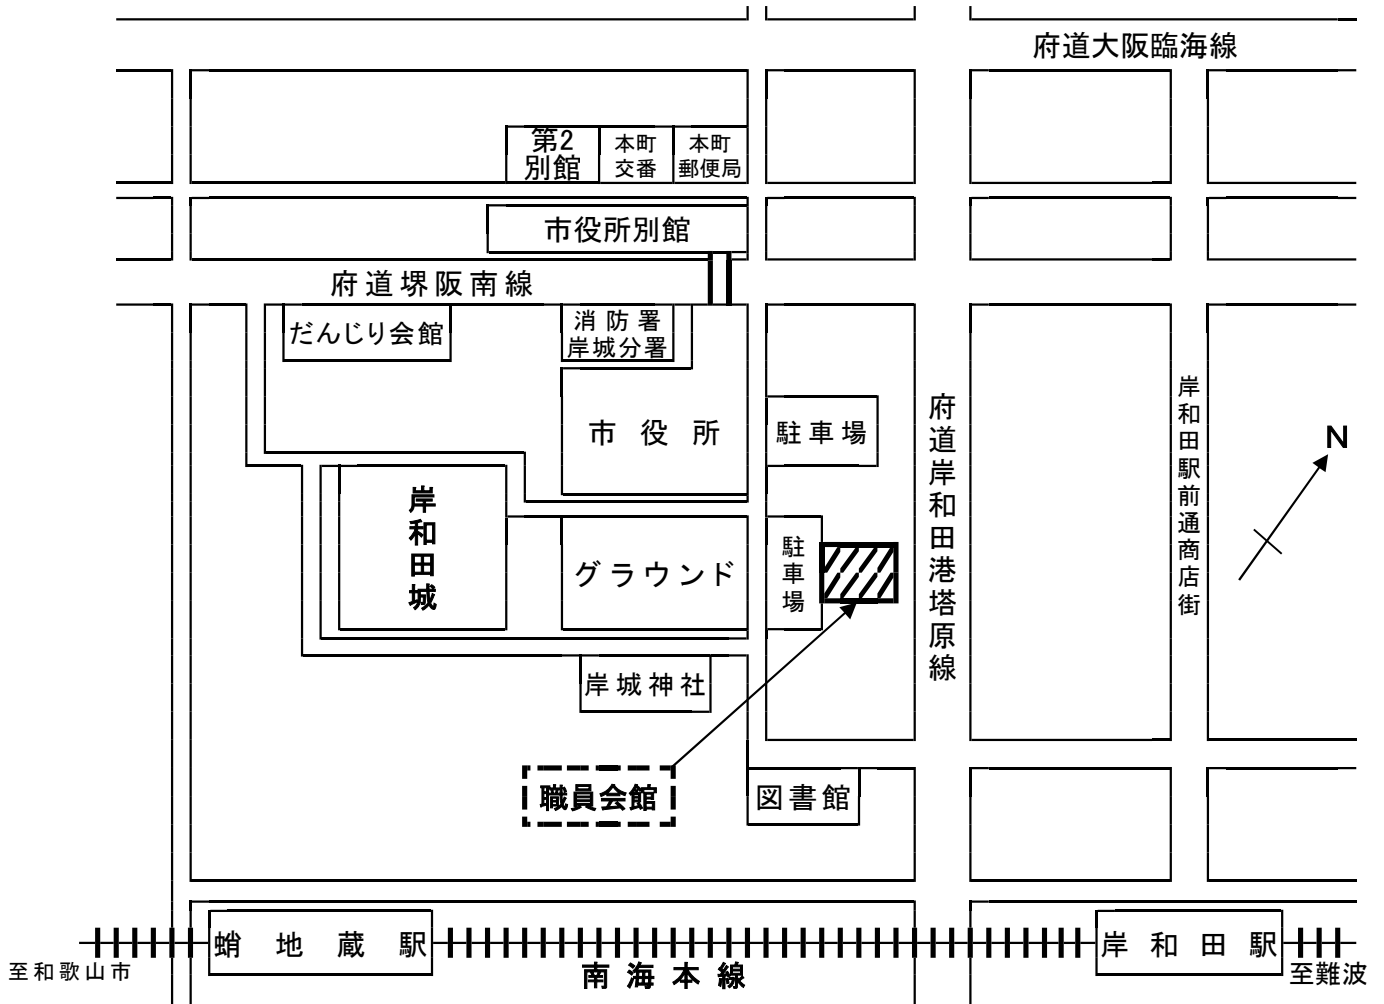 府道大阪臨海線
第2
別館
本町
交番
本町
郵便局
市役所別館
府道堺阪南線
だんじり会館
消防署
岸城分署
市役所
駐車場
府道岸和田港塔原線
岸和田駅前通商店街
N
岸和田城
グラウンド
駐車場
岸城神社
職員会館
図書館
蛸地蔵駅
岸和田駅
至和歌山市
南海本線
至難波